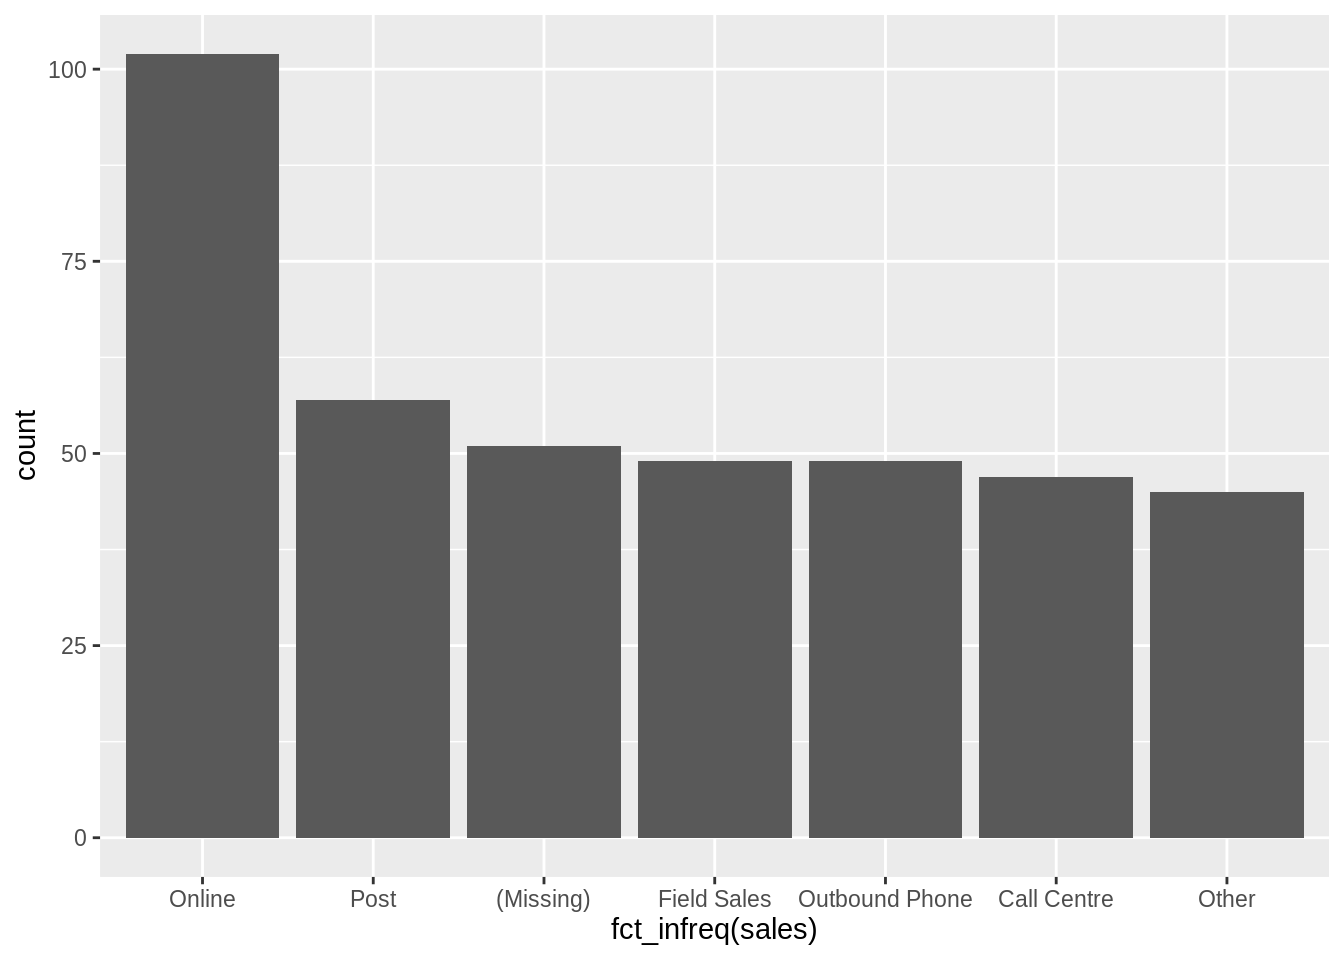 100
75
50
25
0
count
Online Post (Missing) Field Sales Outbound Phone Call Centre Other
fct_infreq(sales)